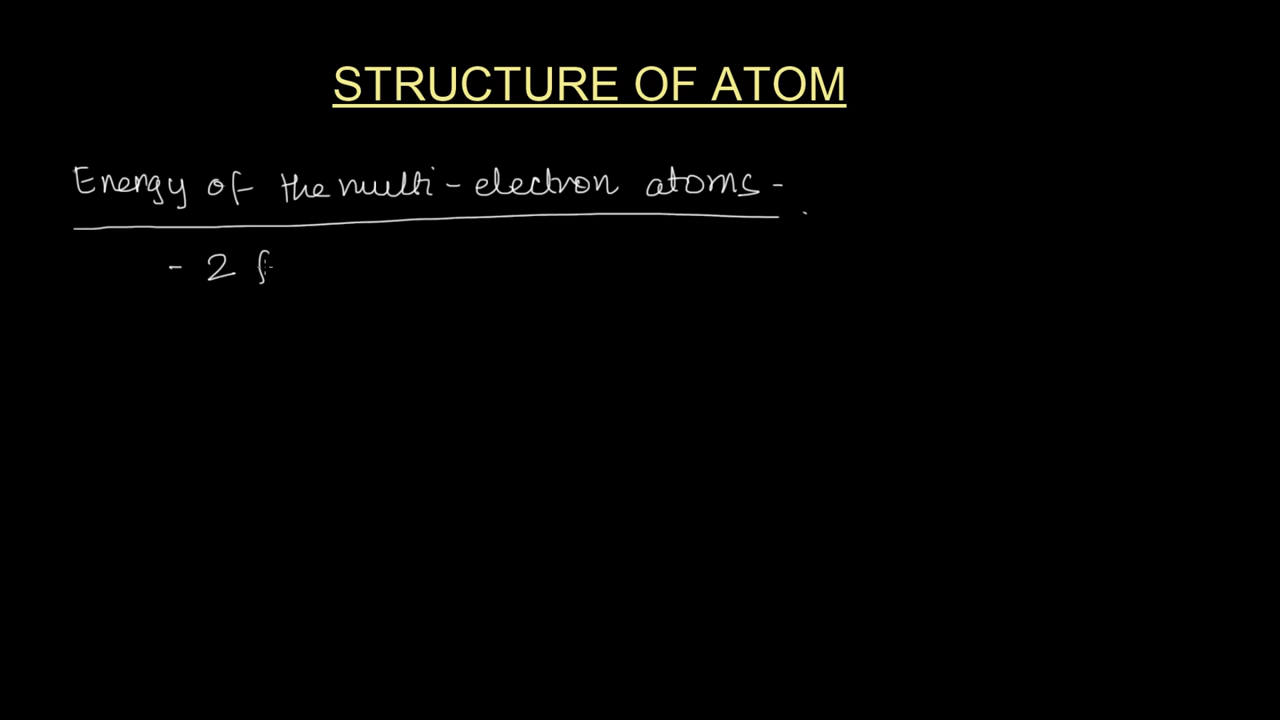 STRUCTURE OF ATOM
Energy of the multi-electron atoms-
- 2 f